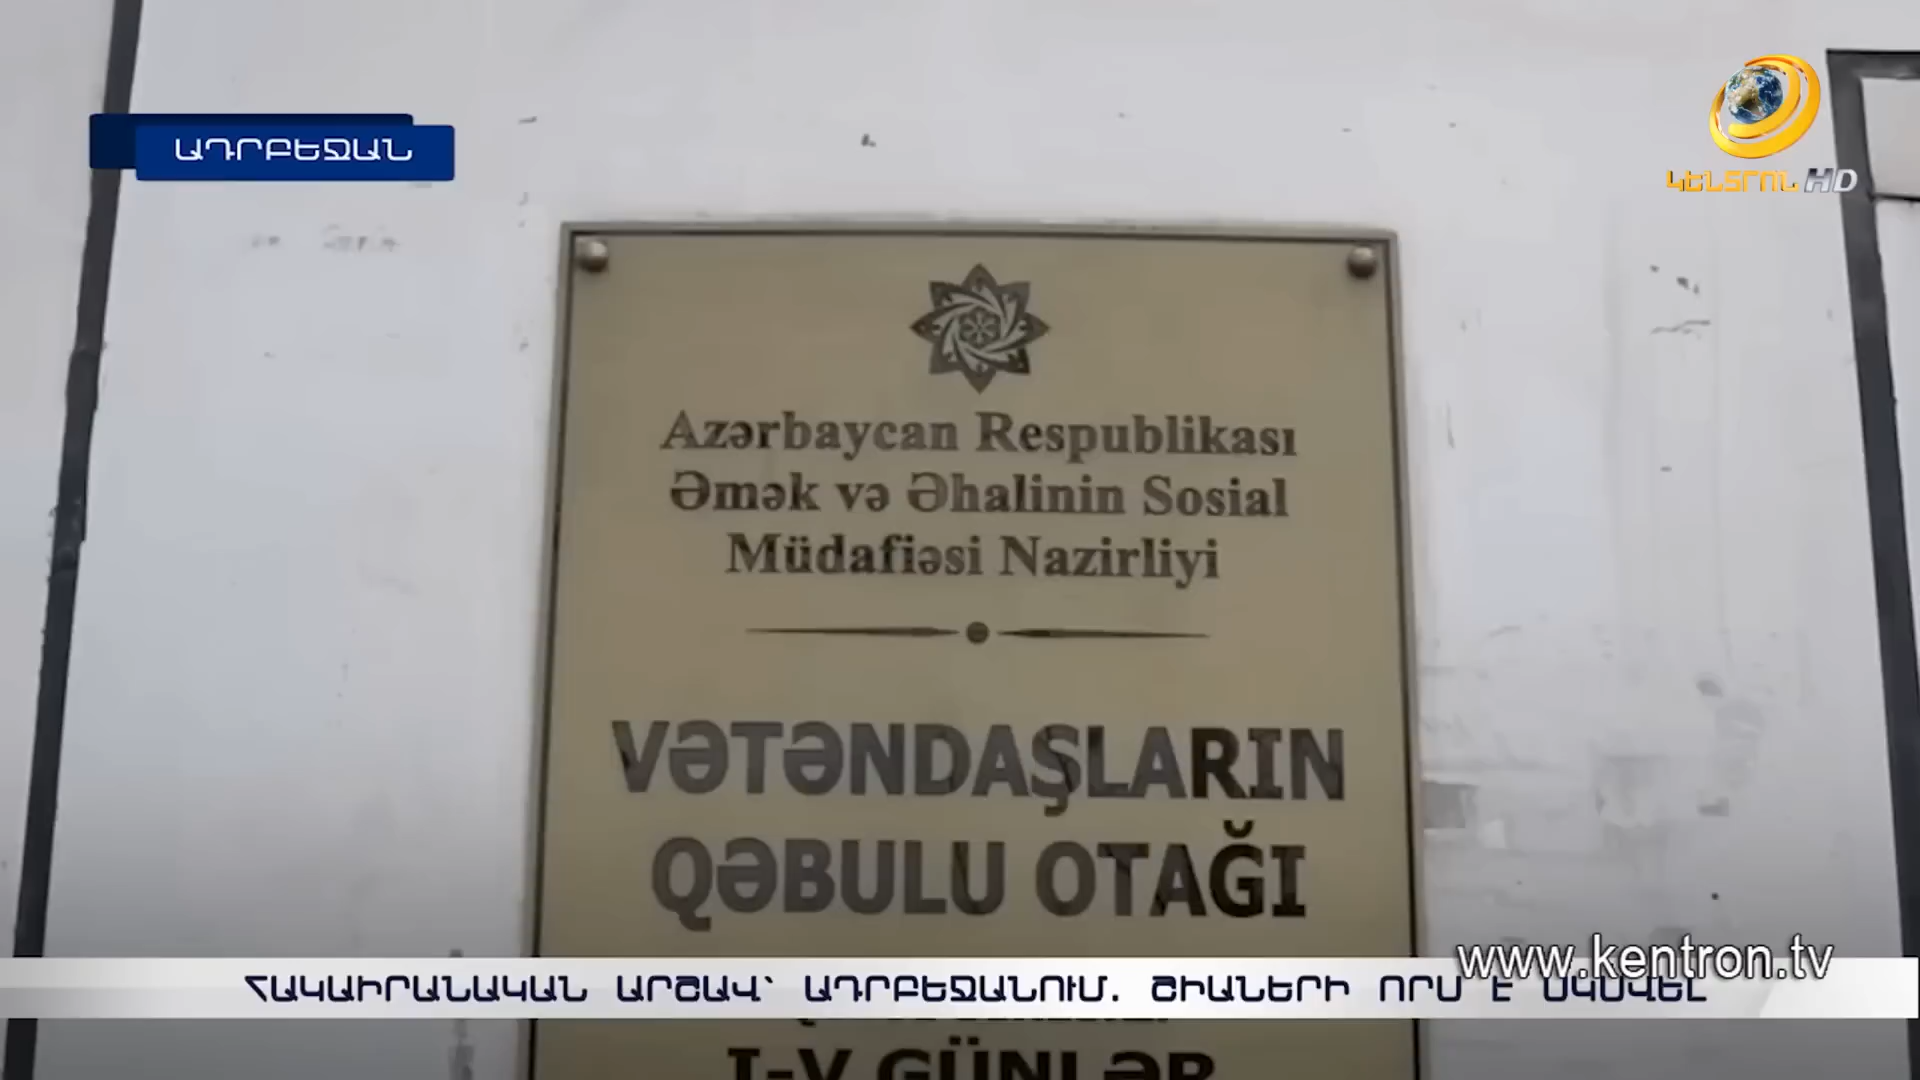 ԱԴՐԲԵՋԱՆ
ԿԵՆՏՐՈՆ HD
Azərbaycan Respublikası
Əmək və Əhalinin Sosial
Müdafiəsi Nazirliyi
VƏTƏNDAŞLARIN
QƏBULU OTAĞI
www.kentron.tv
ՀԱԿԱԻՐԱՆԱԿԱՆ ԱՐՇԱՎ՝ ԱԴՐԲԵՋԱՆՈՒՄ. ՇԻԱՆԵՐԻ ՈՐՍ Է ՍԿՍՎԵԼ
I-V GÜNLƏR